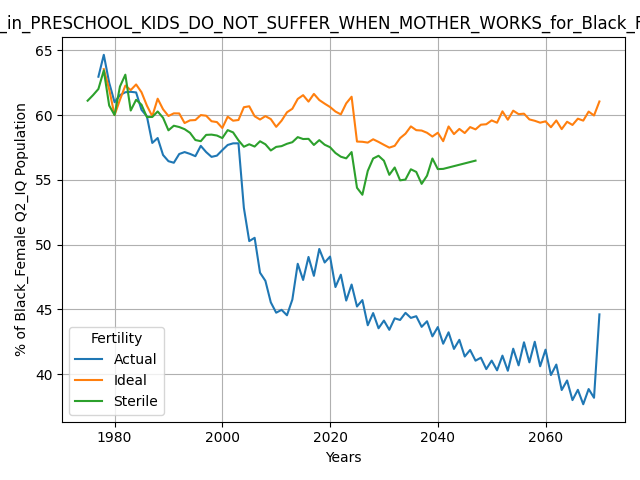 _in_PRESCHOOL_KIDS_DO_NOT_SUFFER_WHEN_MOTHER_WORKS_for_Black_F
% of Black_Female Q2_IQ Population
65
60
55
50
45
40
Fertility
Actual
Ideal
Sterile
1980
2000
2020
2040
2060
Years